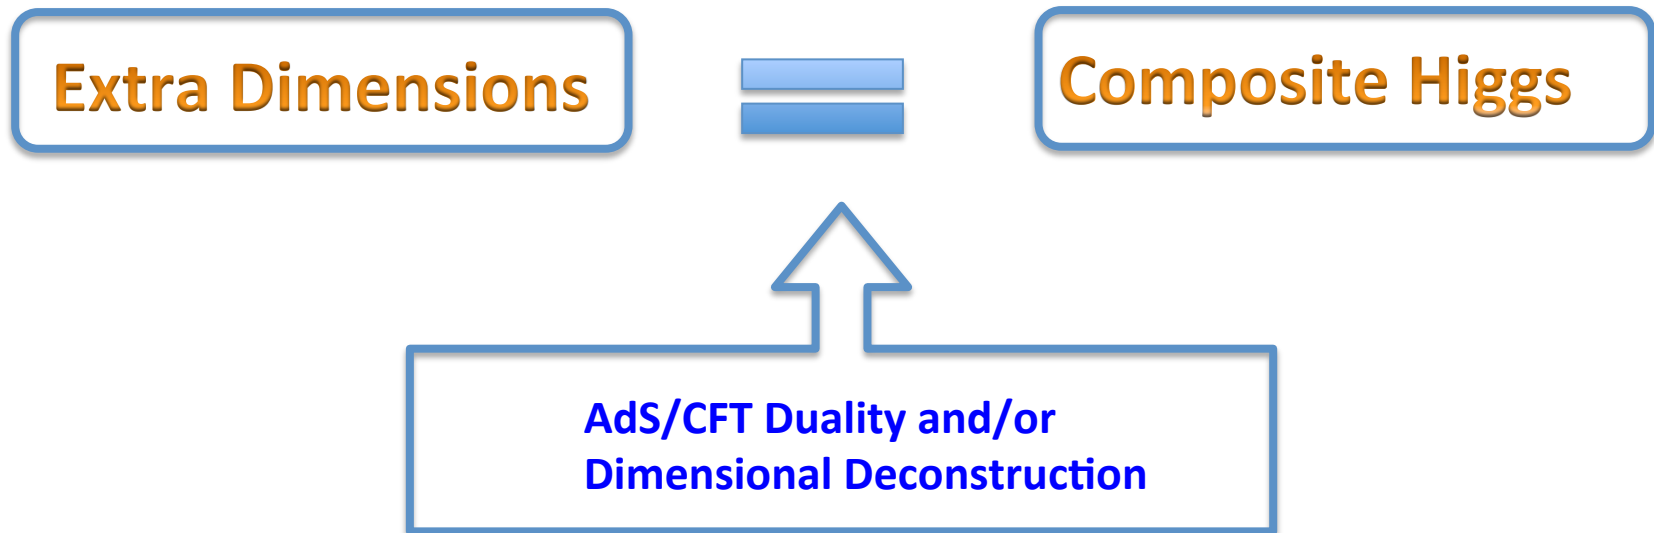 Extra Dimensions
Composite Higgs
AdS/CFT Duality and/or
Dimensional Deconstruction